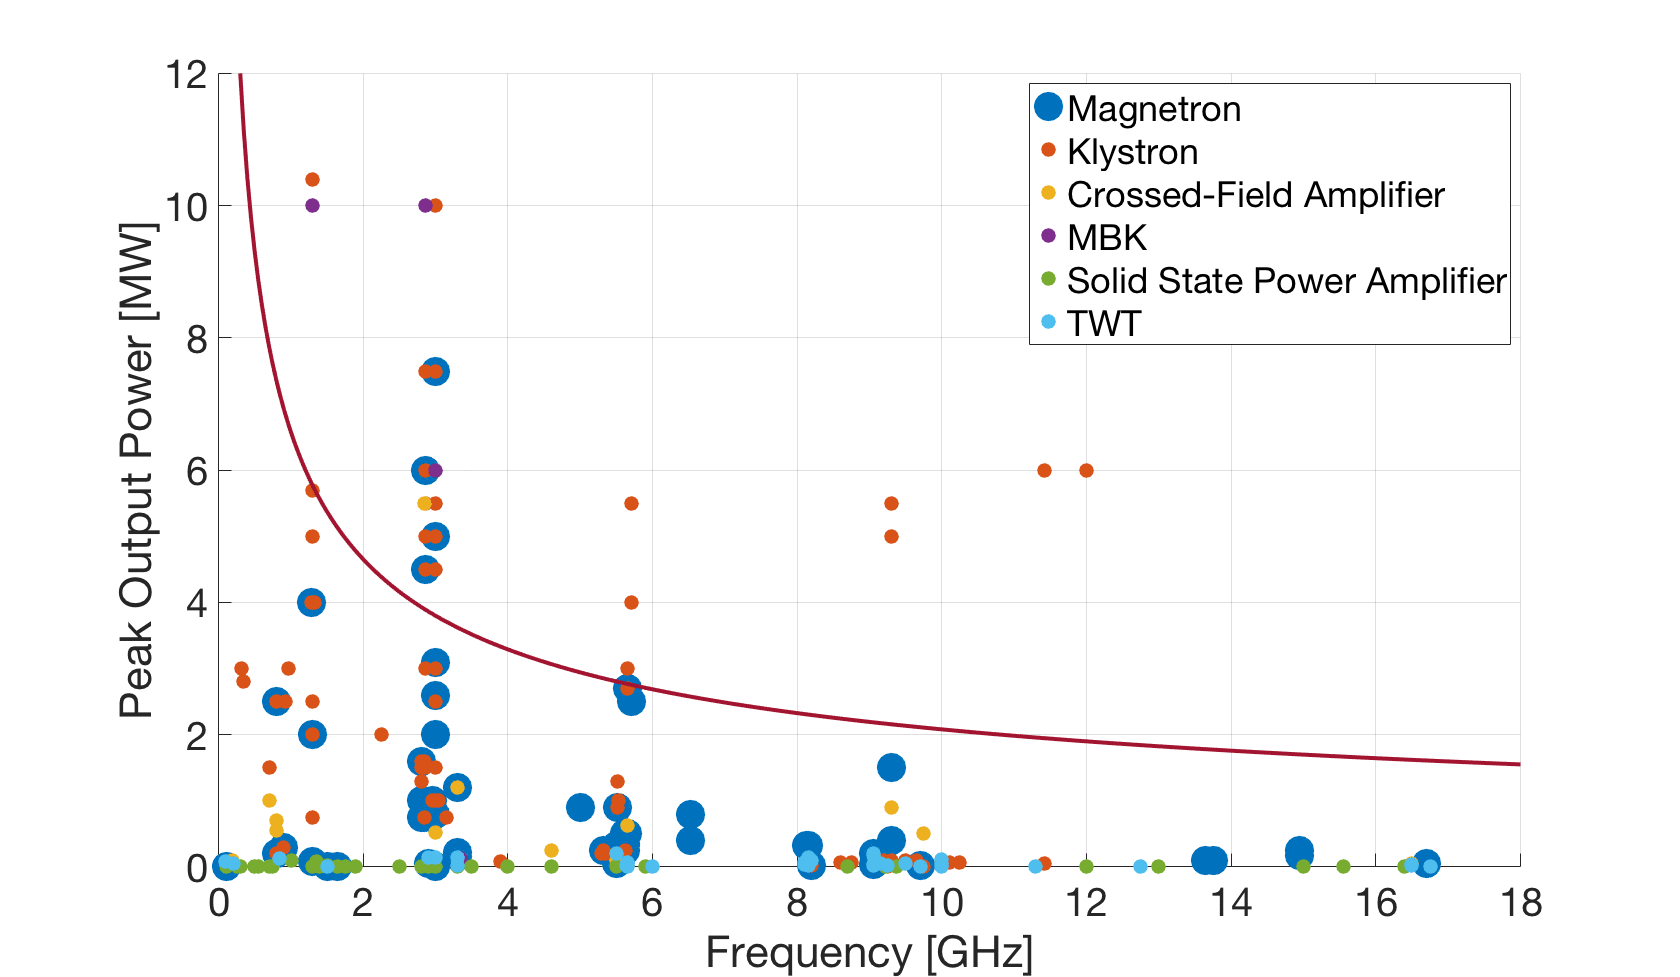 12
10
8
6
4
2
0
Peak Output Power [MW]
Magnetron
Klystron
Crossed-Field Amplifier
MBK
Solid State Power Amplifier
TWT
0 2 4 6 8 10 12 14 16 18
Frequency [GHz]